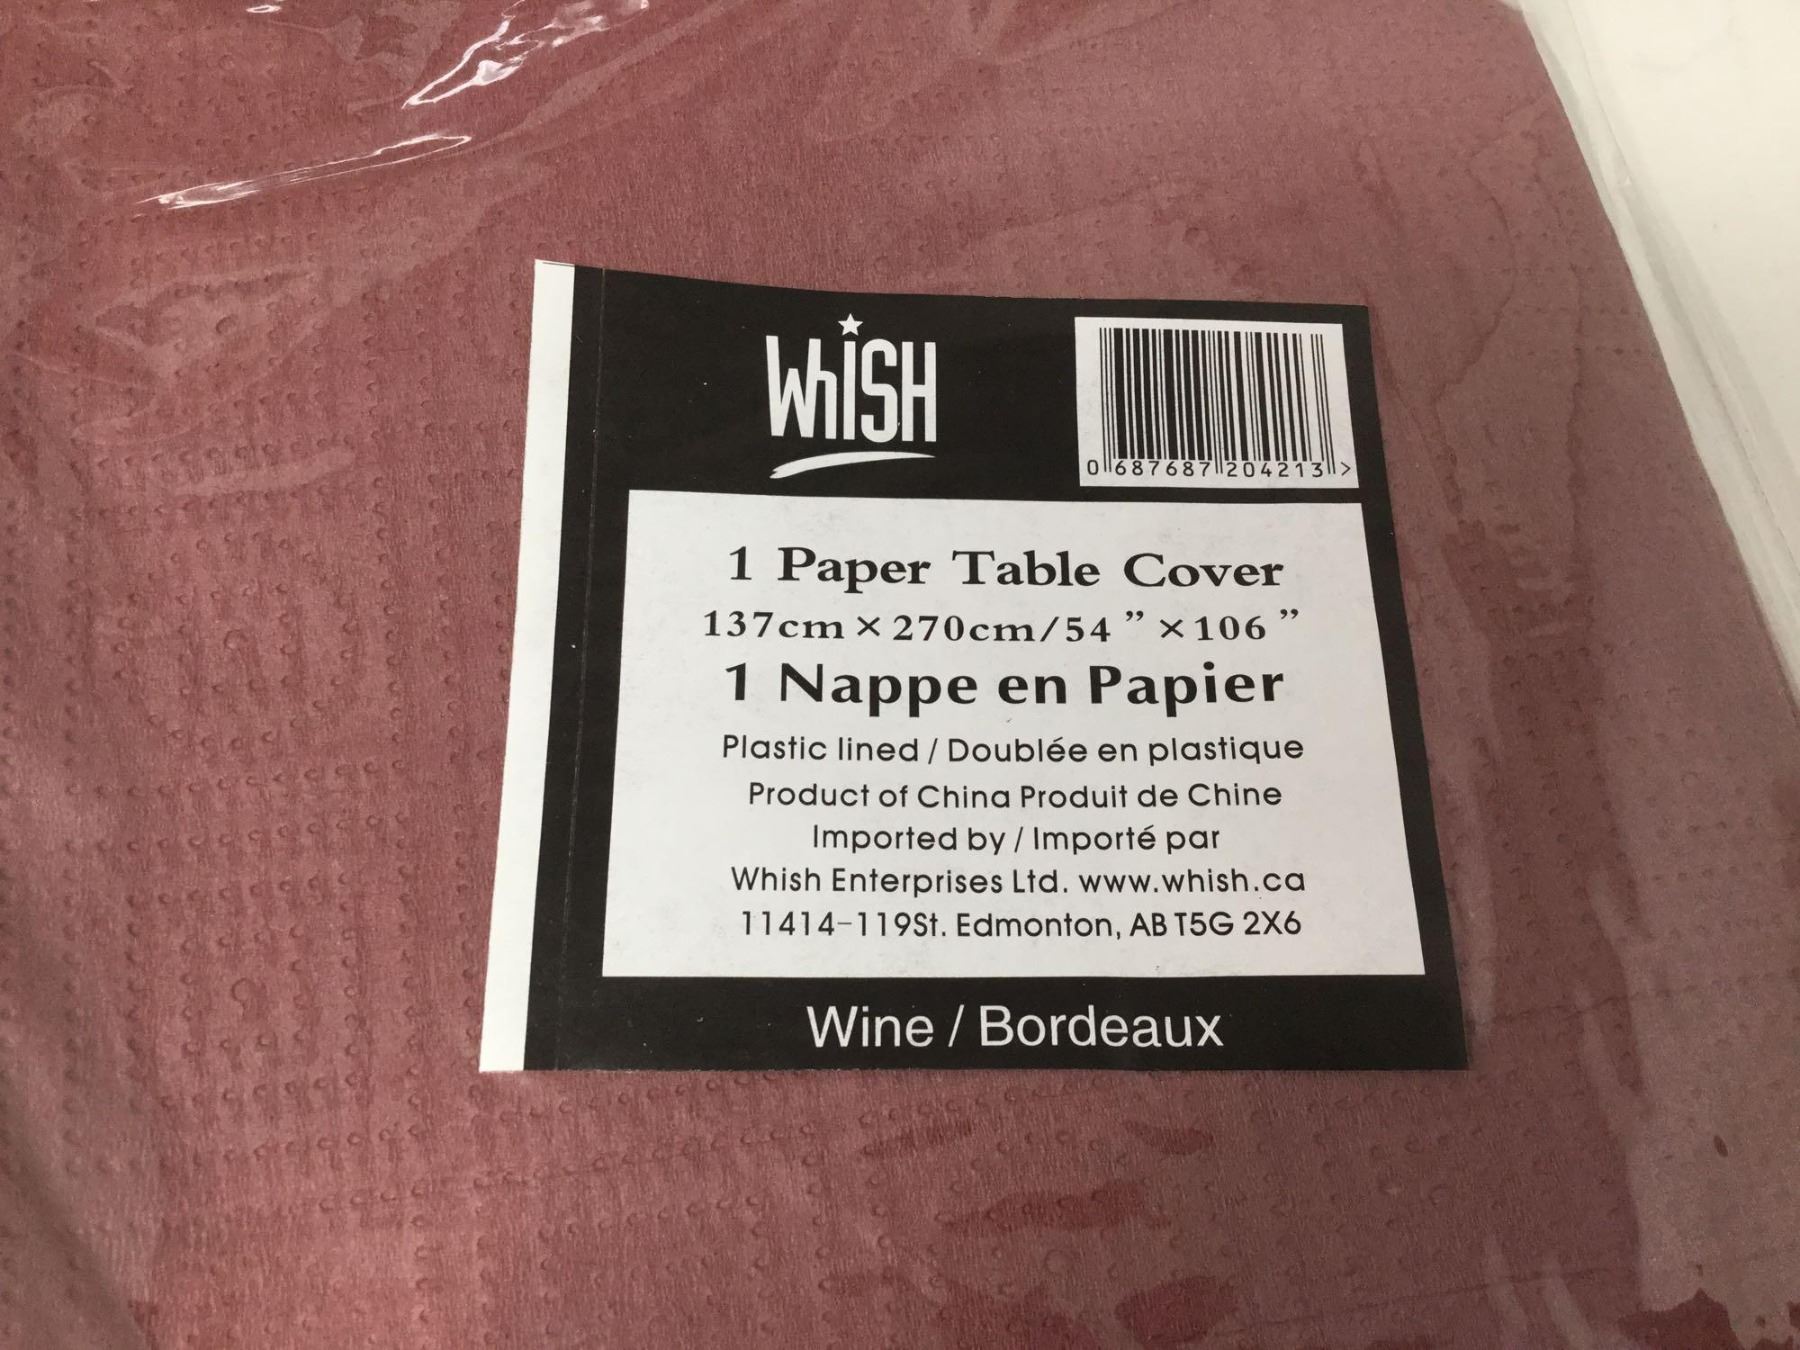 WhiSH
0 687687 204213 >
1 Paper Table Cover
137cm×270cm/54"×106"
1 Nappe en Papier
Plastic lined / Doublée en plastique
Product of China Produit de Chine
Imported by / Importé par
Whish Enterprises Ltd. www.whish.ca
11414-119St. Edmonton, AB T5G 2X6
Wine / Bordeaux